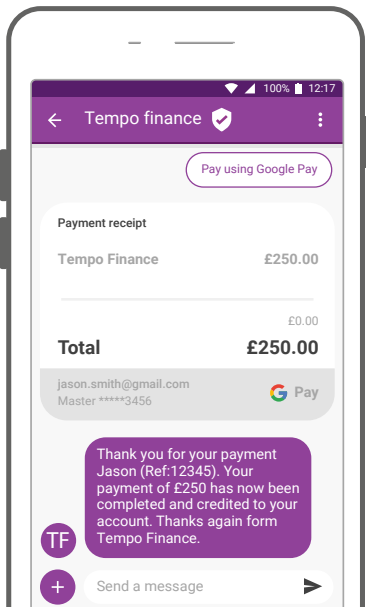 100% 12:17
Tempo finance
Pay using Google Pay
Payment receipt
Tempo Finance £250.00
£0.00
Total £250.00
jason.smith@gmail.com
Master *****3456
G Pay
Thank you for your payment
Jason (Ref:12345). Your
payment of £250 has now been
completed and credited to your
account. Thanks again form
Tempo Finance.
TF
Send a message